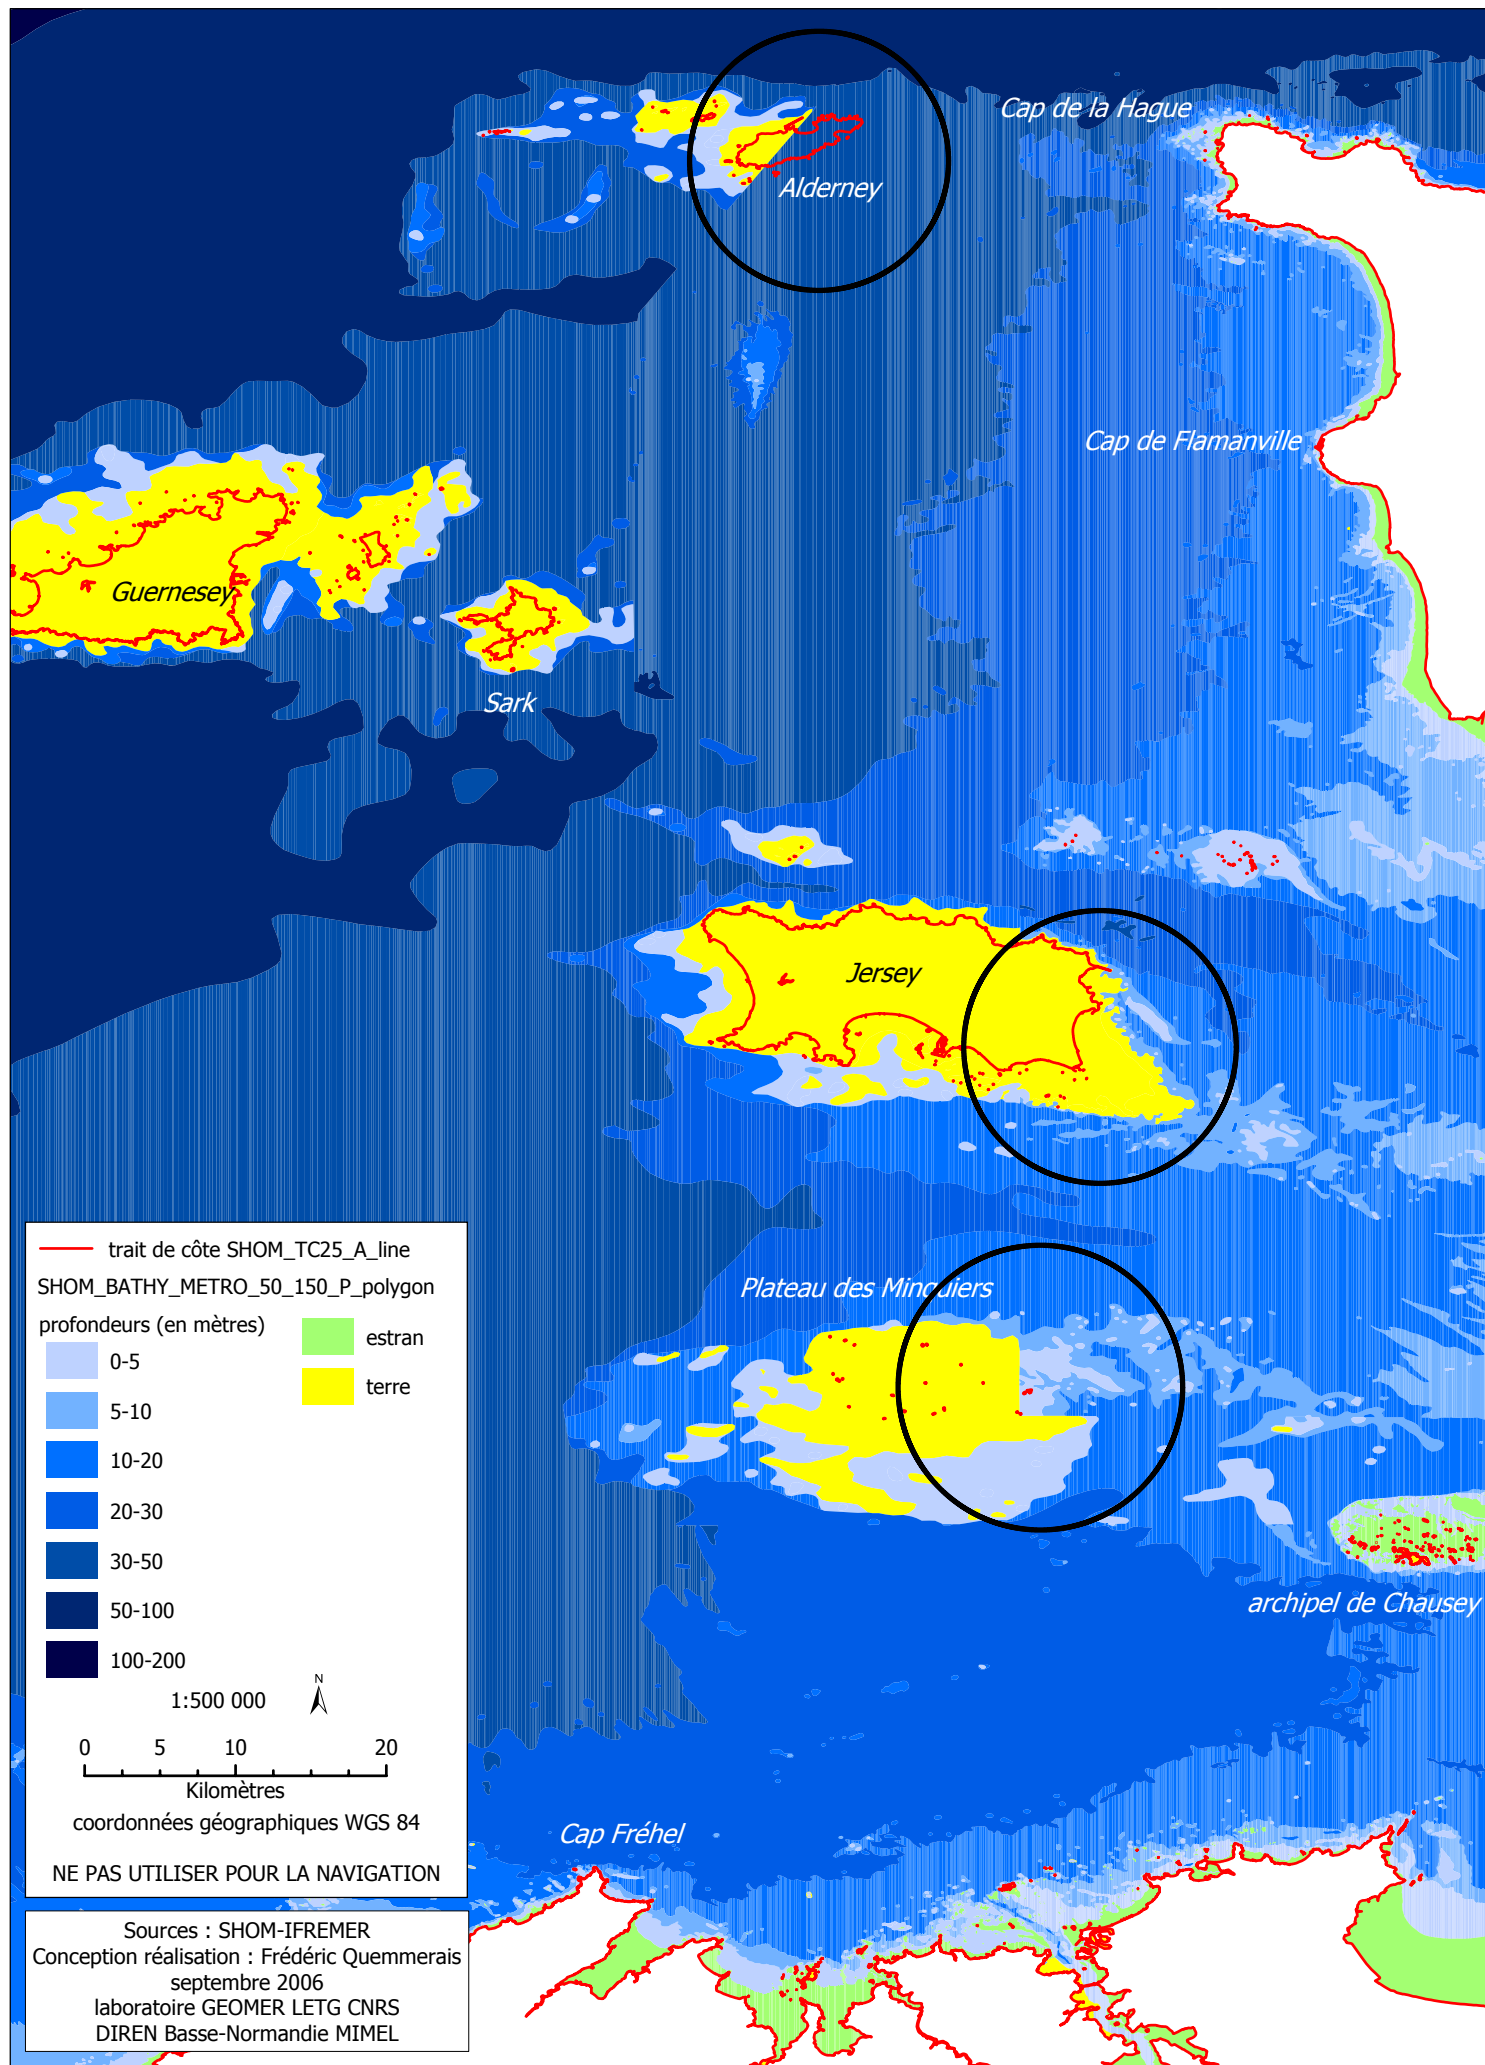 Cap de la Hague
Alderney
Cap de Flamanville
Guernesey
Sark
Jersey
Plateau des Minquiers
archipel de Chausey
Cap Fréhel
trait de côte SHOM_TC25_A_line
SHOM_BATHY_METRO_50_150_P_polygon
profondeurs (en mètres)
0-5
5-10
10-20
20-30
30-50
50-100
100-200
estran
terre
1:500 000
N
0 5 10 20
Kilomètres
coordonnées géographiques WGS 84
NE PAS UTILISER POUR LA NAVIGATION
Sources : SHOM-IFREMER
Conception réalisation : Frédéric Quemmerais
septembre 2006
laboratoire GEOMER LETG CNRS
DIREN Basse-Normandie MIMEL